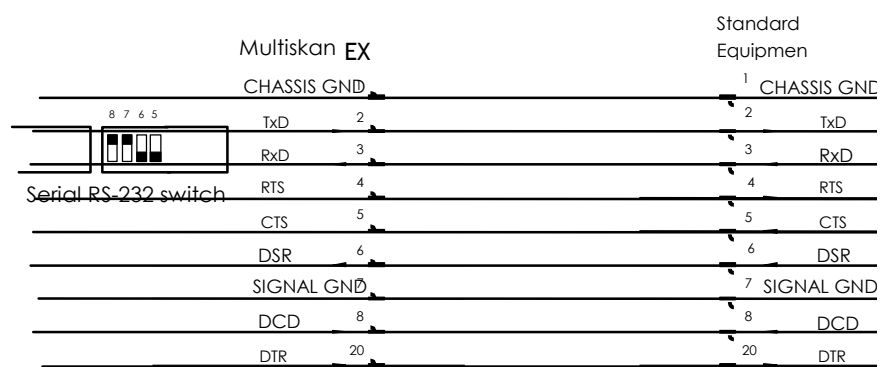 Standard
Multiskan EX
Equipmen
CHASSIS GND 1 1 CHASSIS GND
8 7 6 5
TxD 2 2 TxD
RxD 3 3 RxD
Serial RS-232 switch
RTS 4 4 RTS
CTS 5 5 CTS
DSR 6 6 DSR
SIGNAL GND 7 7 SIGNAL GND
DCD 8 8 DCD
DTR 20 20 DTR